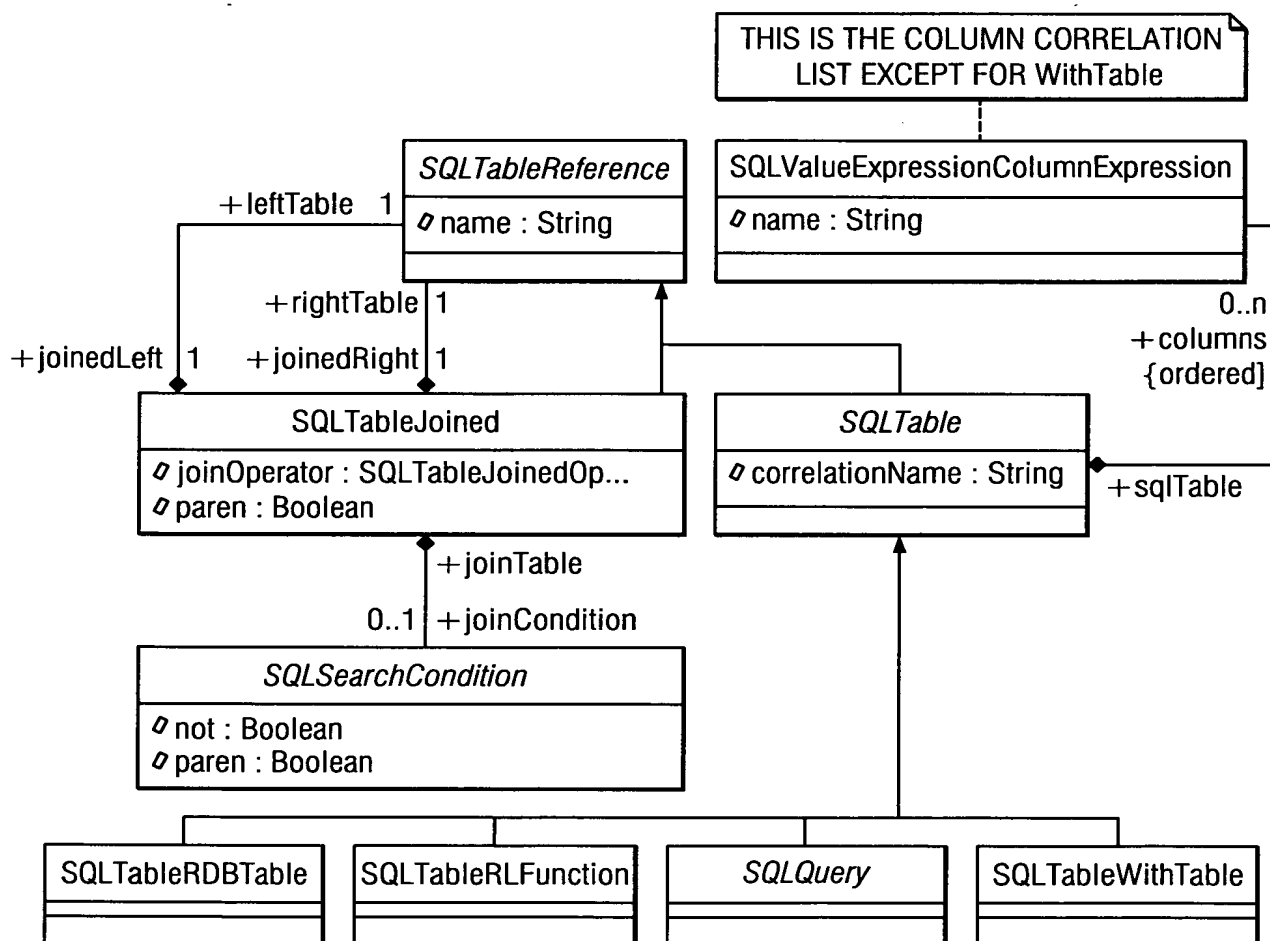 THIS IS THE COLUMN CORRELATION
LIST EXCEPT FOR WithTable
SQLTableReference
name : String
SQLValueExpressionColumnExpression
name : String
+leftTable 1
+rightTable 1
+joinedLeft 1
+joinedRight 1
0..n
+columns
{ordered]
SQLTableJoined
joinOperator : SQLTableJoinedOp...
paren : Boolean
SQLTable
correlationName : String
+sqlTable
+joinTable
0..1 +joinCondition
SQLSearchCondition
not : Boolean
paren : Boolean
SQLTableRDBTable
SQLTableRLFunction
SQLQuery
SQLTableWithTable